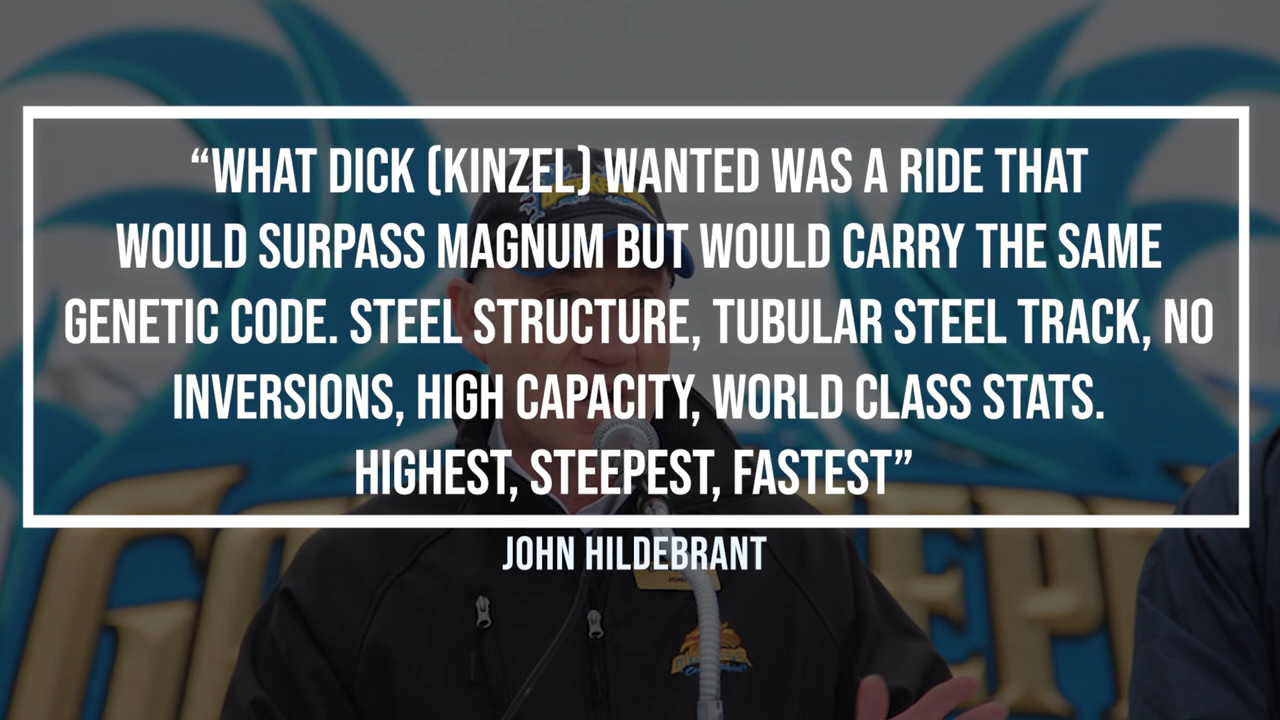 “WHAT DICK (KINZEL) WANTED WAS A RIDE THAT
WOULD SURPASS MAGNUM BUT WOULD CARRY THE SAME
GENETIC CODE. STEEL STRUCTURE, TUBULAR STEEL TRACK, NO
INVERSIONS, HIGH CAPACITY, WORLD CLASS STATS.
HIGHEST, STEEPEST, FASTEST”
JOHN HILDEBRANT